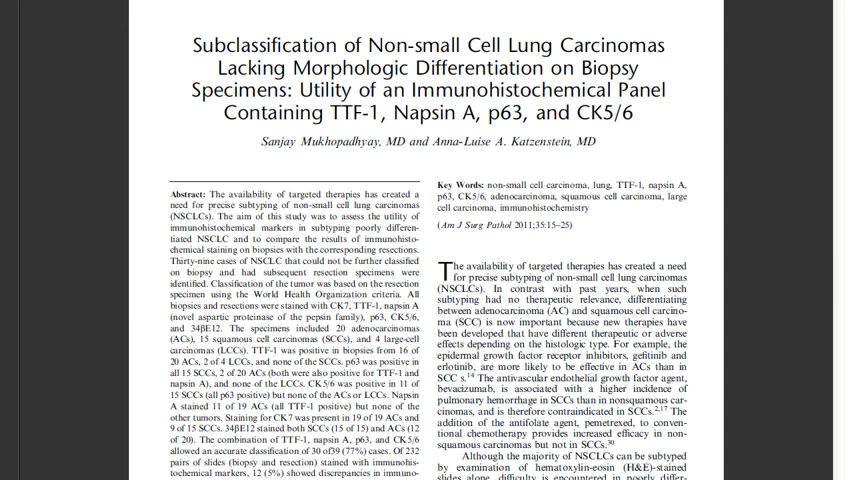 Subclassification of Non-small Cell Lung Carcinomas
Lacking Morphologic Differentiation on Biopsy
Specimens: Utility of an Immunohistochemical Panel
Containing TTF-1, Napsin A, p63, and CK5/6
Sanjay Mukhopadhyay, MD and Anna-Luise A. Katzenstein, MD
Abstract: The availability of targeted therapies has created a
need for precise subtyping of non-small cell lung carcinomas
(NSCLCs). The aim of this study was to assess the utility of
immunohistochemical markers in subtyping poorly differen-
tiated NSCLC and to compare the results of immunohisto-
chemical staining on biopsies with the corresponding resections.
Thirty-nine cases of NSCLC that could not be further classified
on biopsy and had subsequent resection specimens were
identified. Classification of the tumor was based on the resection
specimen using the World Health Organization criteria. All
biopsies and resections were stained with CK7, TTF-1, napsin A
(novel aspartic proteinase of the pepsin family), p63, CK5/6,
and 34βE12. The specimens included 20 adenocarcinomas
(ACs), 15 squamous cell carcinomas (SCCs), and 4 large-cell
carcinomas (LCCs). TTF-1 was positive in biopsies from 16 of
20 ACs, 2 of 4 LCCs, and none of the SCCs. p63 was positive in
all 15 SCCs, 2 of 20 ACs (both were also positive for TTF-1 and
napsin A), and none of the LCCs. CK5/6 was positive in 11 of
15 SCCs (all p63 positive) but none of the ACs or LCCs. Napsin
A stained 11 of 19 ACs (all TTF-1 positive) but none of the
other tumors. Staining for CK7 was present in 19 of 19 ACs and
9 of 15 SCCs. 34βE12 stained both SCCs (15 of 15) and ACs (12
of 20). The combination of TTF-1, napsin A, p63, and CK5/6
allowed an accurate classification of 30 of39 (77%) cases. Of 232
pairs of slides (biopsy and resection) stained with immunohis-
tochemical markers, 12 (5%) showed discrepancies in immuno-
Key Words: non-small cell carcinoma, lung, TTF-1, napsin A,
p63, CK5/6, adenocarcinoma, squamous cell carcinoma, large
cell carcinoma, immunohistochemistry
(Am J Surg Pathol 2011;35:15–25)
The availability of targeted therapies has created a need
for precise subtyping of non-small cell lung carcinomas
(NSCLCs). In contrast with past years, when such
subtyping had no therapeutic relevance, differentiating
between adenocarcinoma (AC) and squamous cell carcino-
ma (SCC) is now important because new therapies have
been developed that have different therapeutic or adverse
effects depending on the histologic type. For example, the
epidermal growth factor receptor inhibitors, gefitinib and
erlotinib, are more likely to be effective in ACs than in
SCC s.14 The antivascular endothelial growth factor agent,
bevacizumab, is associated with a higher incidence of
pulmonary hemorrhage in SCCs than in nonsquamous car-
cinomas, and is therefore contraindicated in SCCs.2,17 The
addition of the antifolate agent, pemetrexed, to conven-
tional chemotherapy provides increased efficacy in non-
squamous carcinomas but not in SCCs.30
Although the majority of NSCLCs can be subtyped
by examination of hematoxylin-eosin (H&E)-stained
slides alone, difficulty is encountered in poorly differ-